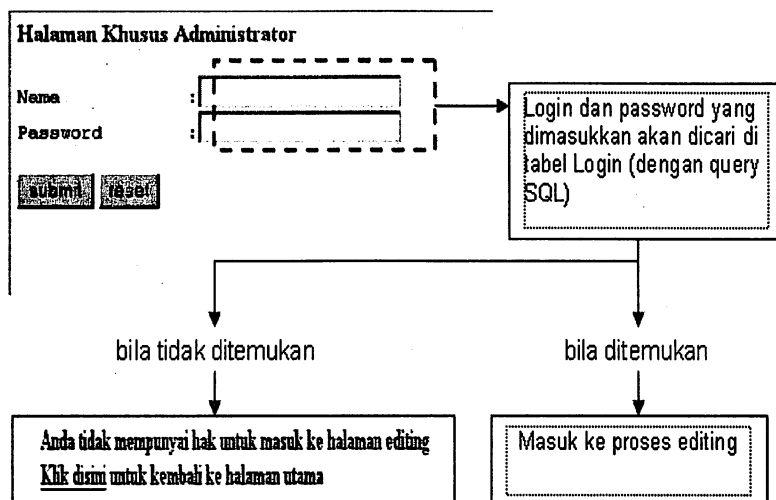 Halaman Khusus Administrator
Nama :
Password :
submit reset
Login dan password yang
dimasukkan akan dicari di
tabel Login (dengan query
SQL)
bila tidak ditemukan
bila ditemukan
Anda tidak mempunyai hak untuk masuk ke halaman editing
Klik disini untuk kembali ke halaman utama
Masuk ke proses editing